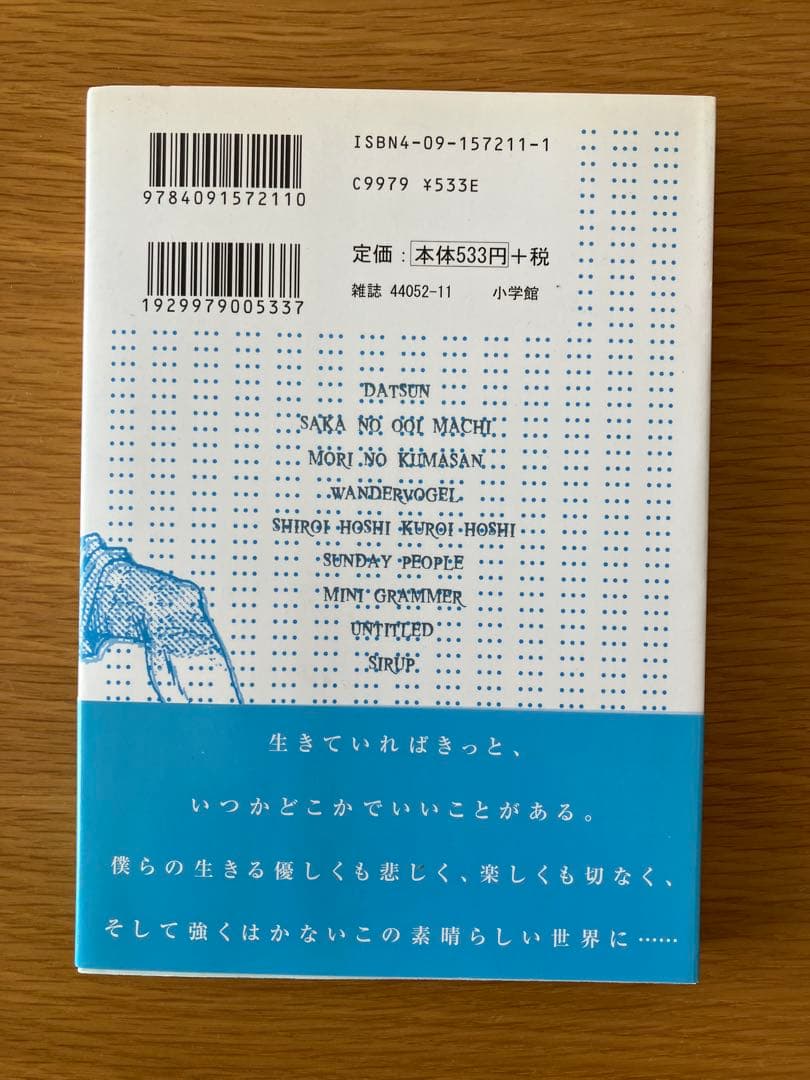 ISBN4-09-157211-1
9784091572110
C9979 ¥533E
定価：本体533円+税
1929979005337
雑誌 44052-11 小学館
DATSUN
SAKA NO OOI MACHI
MORI NO KUMASAN
WANDERVOGEL
SHIROI HOSHI KUROI HOSHI
SUNDAY PEOPLE
MINI GRAMMER
UNTITLED
SIRUP
生きていればきっと、
いつかどこかでいいことがある。
僕らの生きる優しくも悲しく、楽しくも切なく、
そして強くはかないこの素晴らしい世界に……